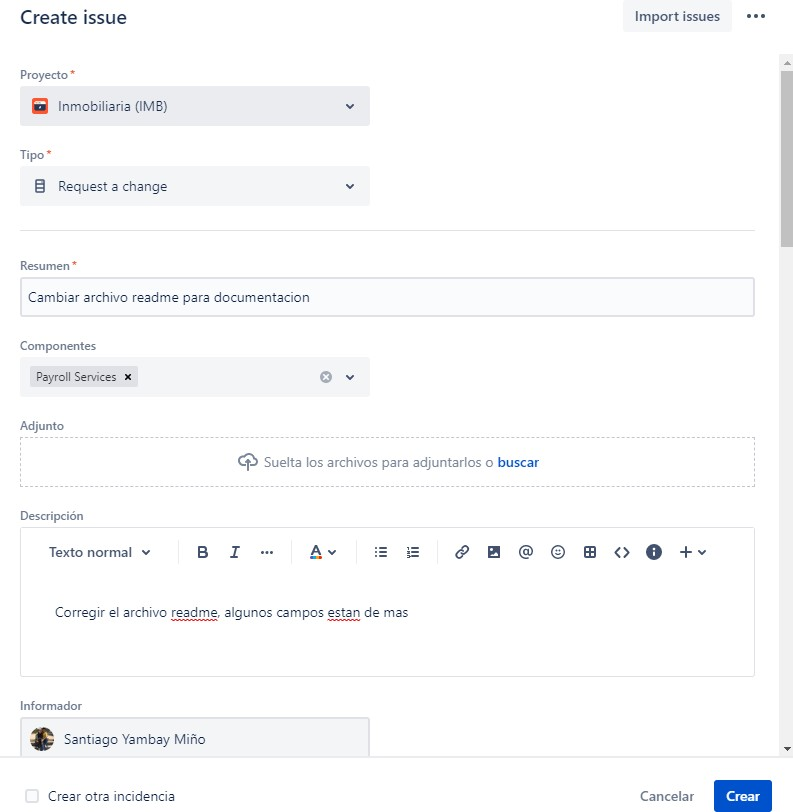 Create issue
Import issues
Proyecto*
Inmobiliaria (IMB)
Tipo*
Request a change
Resumen*
Cambiar archivo readme para documentacion
Componentes
Payroll Services
Adjunto
Suelta los archivos para adjuntarlos o buscar
Descripción
Texto normal
Corregir el archivo readme, algunos campos estan de mas
Informador
Santiago Yambay Miño
Crear otra incidencia
Cancelar
Crear